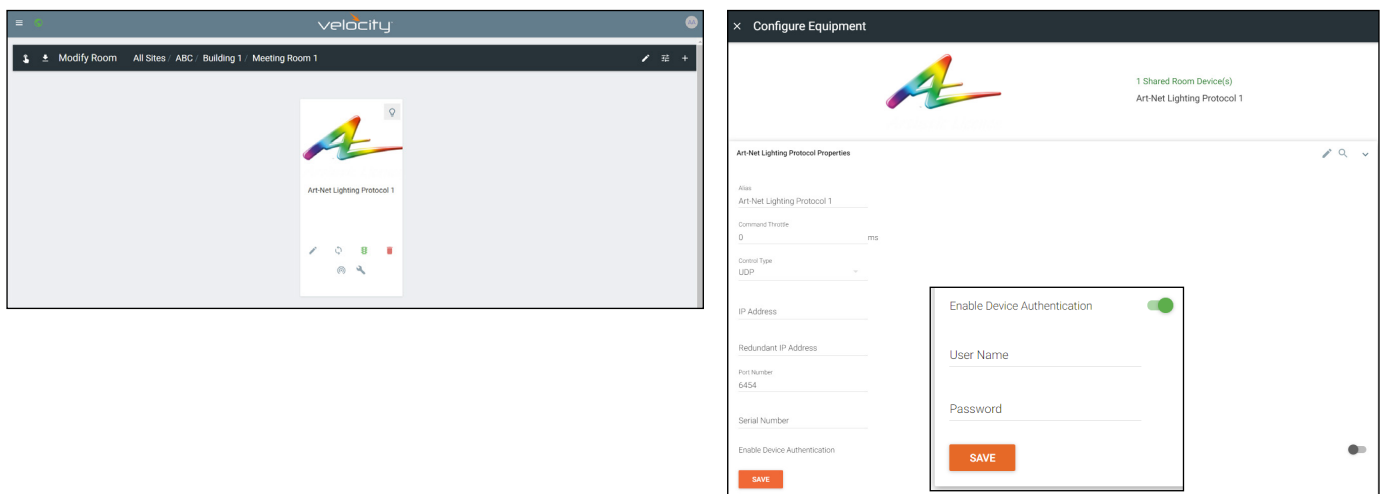 velocity
AA
Modify Room All Sites / ABC / Building 1 / Meeting Room 1
Art-Net Lighting Protocol 1
× Configure Equipment
1 Shared Room Device(s)
Art-Net Lighting Protocol 1
Art-Net Lighting Protocol Properties
Alias
Art-Net Lighting Protocol 1
Command Throttle
0 ms
Control Type
UDP
IP Address
Redundant IP Address
Port Number
6454
Serial Number
Enable Device Authentication
SAVE
Enable Device Authentication
User Name
Password
SAVE